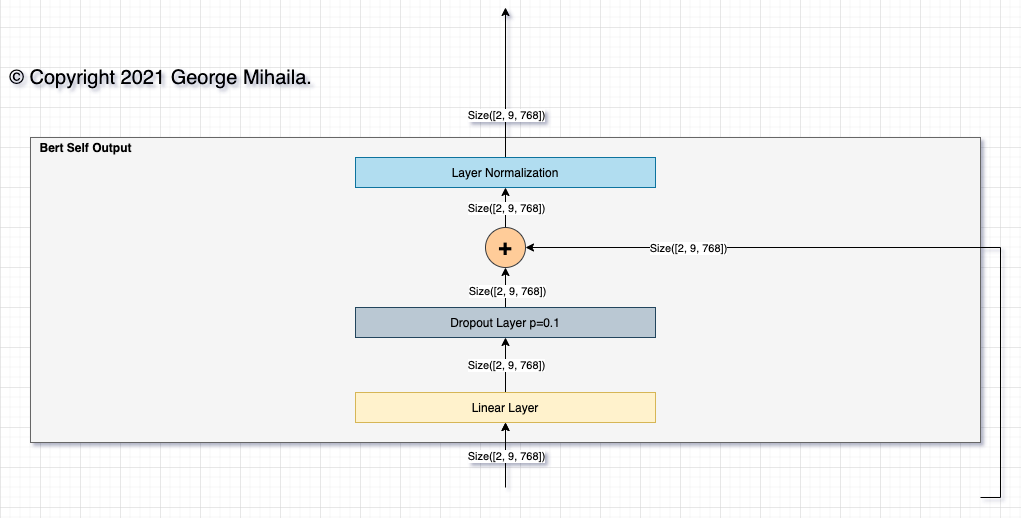 © Copyright 2021 George Mihaila.
Size([2, 9, 768])
Bert Self Output
Layer Normalization
Size([2, 9, 768])
+
Size([2, 9, 768])
Size([2, 9, 768])
Dropout Layer p=0.1
Size([2, 9, 768])
Linear Layer
Size([2, 9, 768])